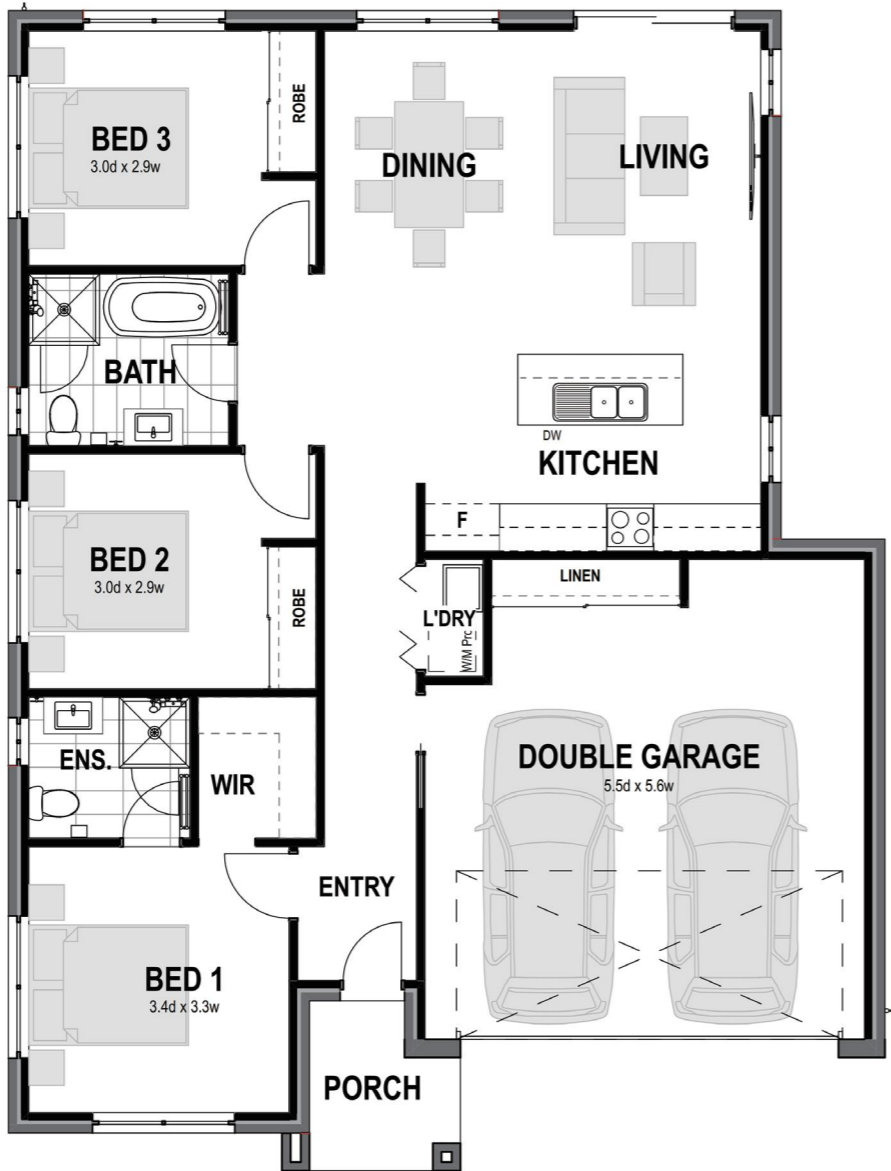 BED 3
3.0d x 2.9w
ROBE
DINING
LIVING
BATH
DW
KITCHEN
F
BED 2
3.0d x 2.9w
ROBE
L'DRY
W/M Prc
LINEN
ENS.
WIR
DOUBLE GARAGE
5.5d x 5.6w
ENTRY
BED 1
3.4d x 3.3w
PORCH